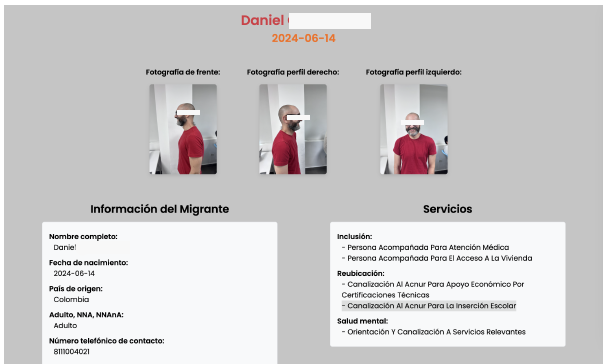 Daniel
2024-06-14
Fotografía de frente:
Fotografía perfil derecho:
Fotografía perfil izquierdo:
Información del Migrante
Nombre completo:
Daniel
Fecha de nacimiento:
2024-06-14
País de origen:
Colombia
Adulto, NNA, NNAnA:
Adulto
Número telefónico de contacto:
8111004021
Servicios
Inclusión:
- Persona Acompañada Para Atención Médica
- Persona Acompañada Para El Acceso A La Vivienda
Reubicación:
- Canalización Al Acnur Para Apoyo Económico Por
Certificaciones Técnicas
- Canalización Al Acnur Para La Inserción Escolar
Salud mental:
- Orientación Y Canalización A Servicios Relevantes